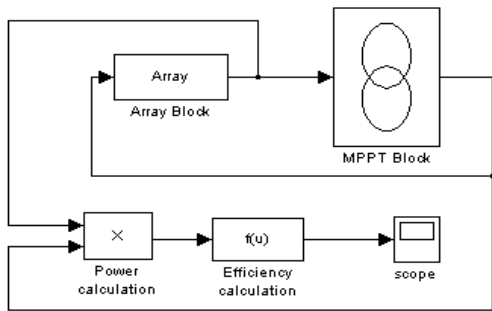 Array
Array Block
MPPT Block
×
Power
calculation
f(u)
Efficiency
calculation
scope